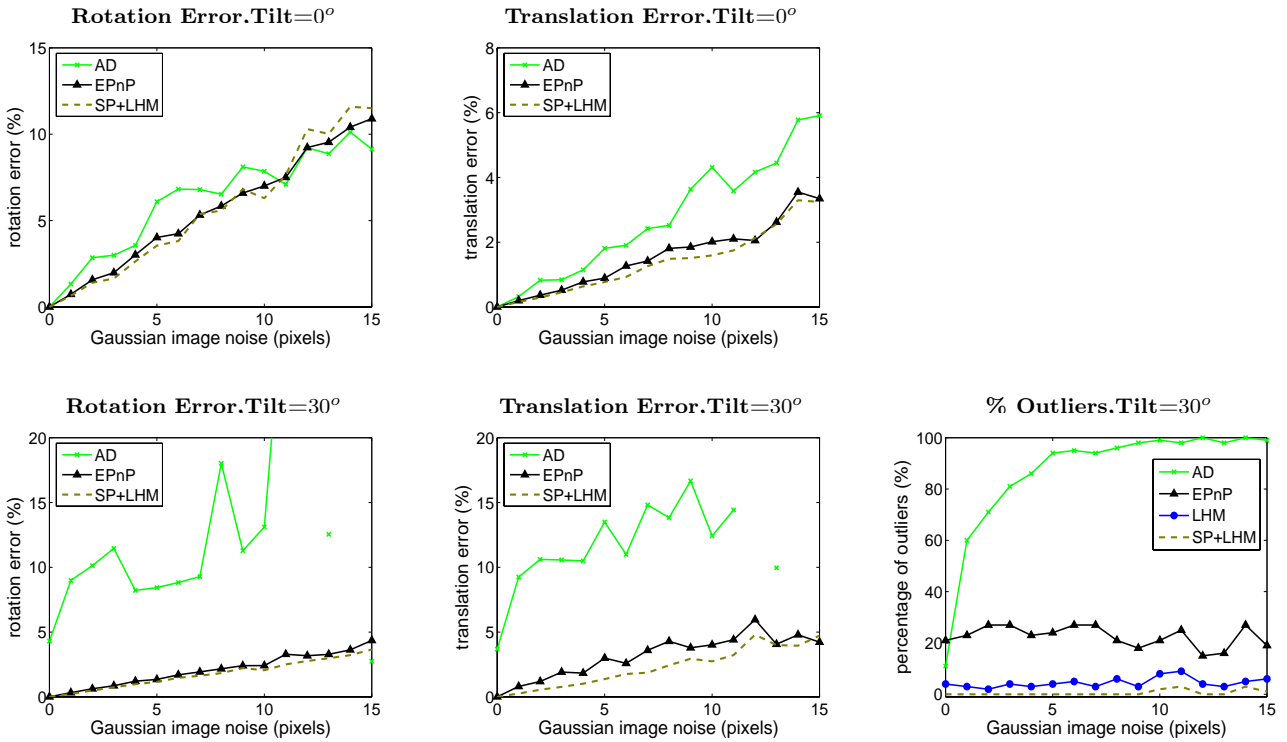 Rotation Error.Tilt=0°
15
10
5
0
0 5 10 15
rotation error (%)
Gaussian image noise (pixels)
AD
EPnP
SP+LHM
Translation Error.Tilt=0°
8
6
4
2
0
0 5 10 15
translation error (%)
Gaussian image noise (pixels)
AD
EPnP
SP+LHM
Rotation Error.Tilt=30°
20
15
10
5
0
0 5 10 15
rotation error (%)
Gaussian image noise (pixels)
AD
EPnP
SP+LHM
Translation Error.Tilt=30°
20
15
10
5
0
0 5 10 15
translation error (%)
Gaussian image noise (pixels)
AD
EPnP
SP+LHM
% Outliers.Tilt=30°
100
80
60
40
20
0
0 5 10 15
percentage of outliers (%)
Gaussian image noise (pixels)
AD
EPnP
LHM
SP+LHM